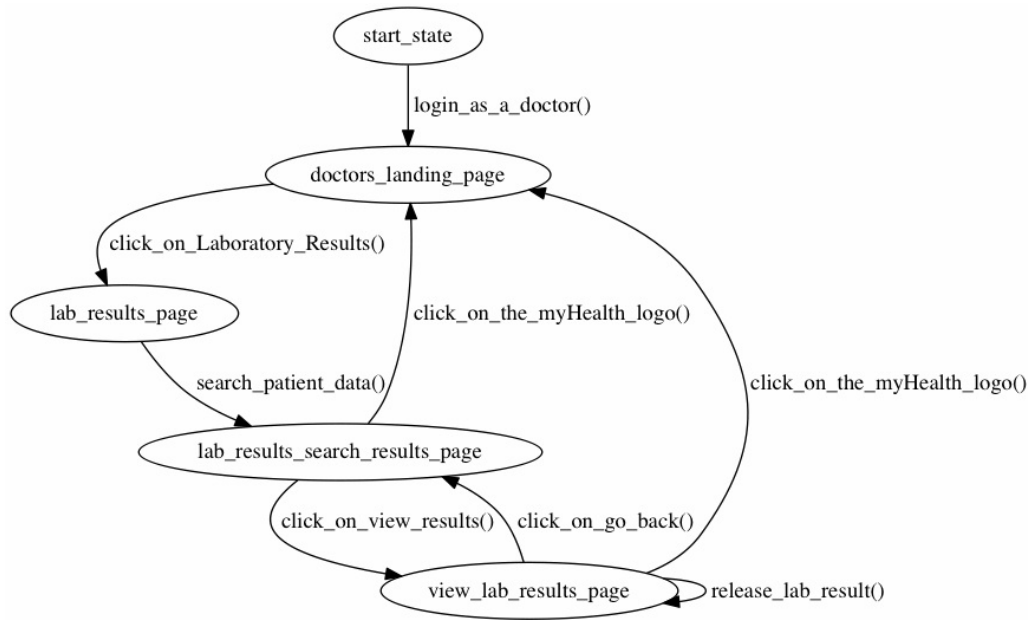 start_state
login_as_a_doctor()
doctors_landing_page
click_on_Laboratory_Results()
lab_results_page
click_on_the_myHealth_logo()
search_patient_data()
click_on_the_myHealth_logo()
lab_results_search_results_page
click_on_view_results()
click_on_go_back()
view_lab_results_page
release_lab_result()